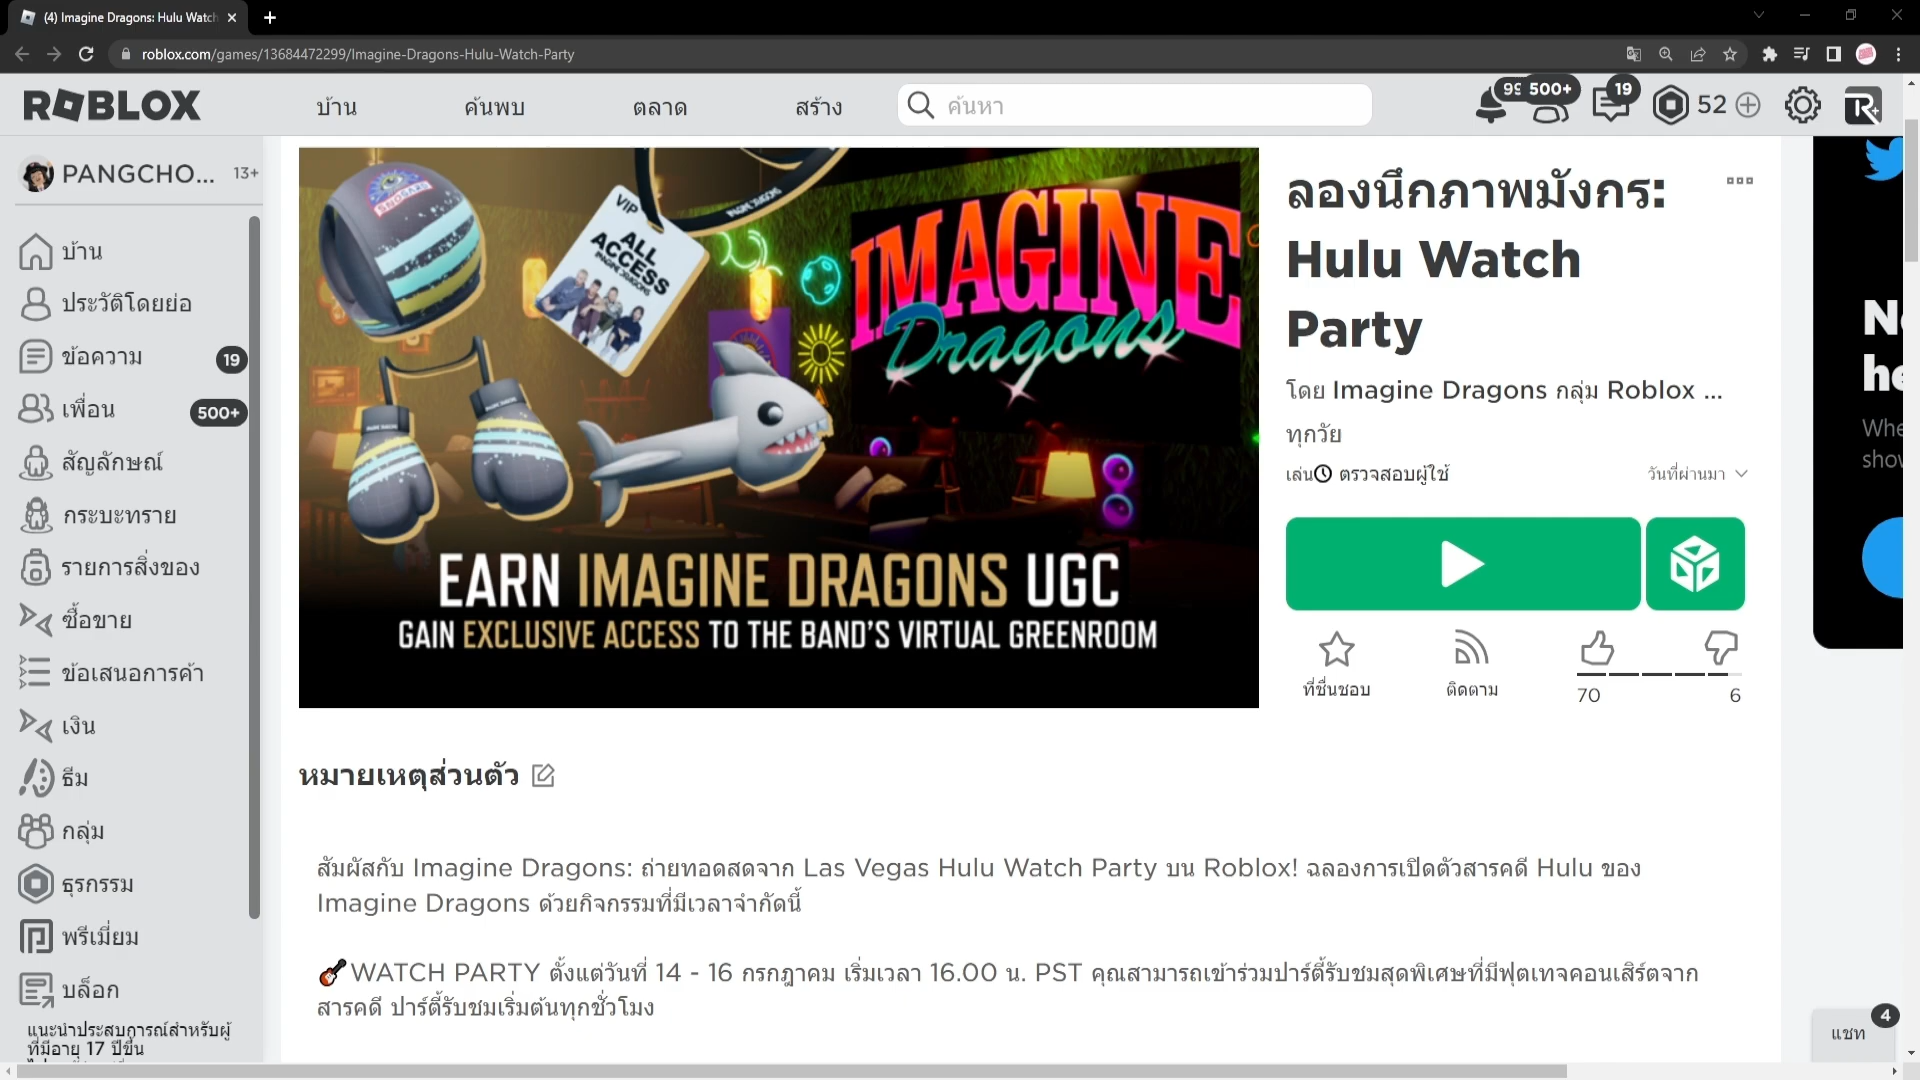 (4) Imagine Dragons: Hulu Watch
roblox.com/games/13684472299/Imagine-Dragons-Hulu-Watch-Party
ROBLOX
บ้าน
ค้นพบ
ตลาด
สร้าง
ค้นหา
99
500+
19
52
PANGCHO...
13+
บ้าน
ประวัติโดยย่อ
ข้อความ
19
เพื่อน
500+
สัญลักษณ์
กระบะทราย
รายการสิ่งของ
ซื้อขาย
ข้อเสนอการค้า
เงิน
ธีม
กลุ่ม
ธุรกรรม
พรีเมี่ยม
บล็อก
แนะนำประสบการณ์สำหรับผู้
ที่มีอายุ 17 ปีขึ้น
VIP
ALL
ACCESS
IMAGINE DRAGONS
IMAGINE
Dragons
EARN IMAGINE DRAGONS UGC
GAIN EXCLUSIVE ACCESS TO THE BAND'S VIRTUAL GREENROOM
ลองนึกภาพมังกร:
Hulu Watch
Party
โดย Imagine Dragons กลุ่ม Roblox ...
ทุกวัย
เล่น ตรวจสอบผู้ใช้
วันที่ผ่านมา
ที่ชื่นชอบ
ติดตาม
70
6
หมายเหตุส่วนตัว
สัมผัสกับ Imagine Dragons: ถ่ายทอดสดจาก Las Vegas Hulu Watch Party บน Roblox! ฉลองการเปิดตัวสารคดี Hulu ของ
Imagine Dragons ด้วยกิจกรรมที่มีเวลาจำกัดนี้
🎸WATCH PARTY ตั้งแต่วันที่ 14 - 16 กรกฎาคม เริ่มเวลา 16.00 น. PST คุณสามารถเข้าร่วมปาร์ตี้รับชมสุดพิเศษที่มีฟุตเทจคอนเสิร์ตจาก
สารคดี ปาร์ตี้รับชมเริ่มต้นทุกชั่วโมง
แชท
4